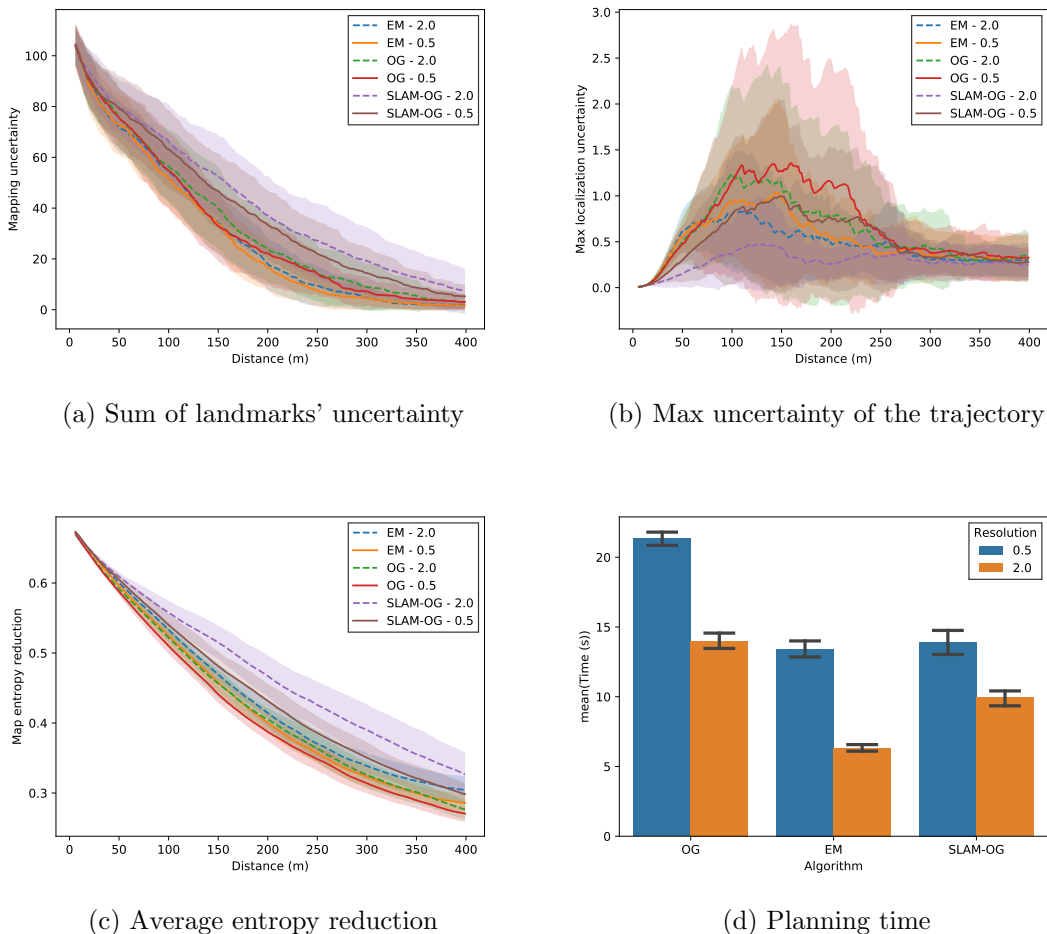 EM - 2.0
EM - 0.5
OG - 2.0
OG - 0.5
SLAM-OG - 2.0
SLAM-OG - 0.5
100
80
60
40
20
0
Mapping uncertainty
0 50 100 150 200 250 300 350 400
Distance (m)
(a) Sum of landmarks' uncertainty
EM - 2.0
EM - 0.5
OG - 2.0
OG - 0.5
SLAM-OG - 2.0
SLAM-OG - 0.5
3.0
2.5
2.0
1.5
1.0
0.5
0.0
Max localization uncertainty
0 50 100 150 200 250 300 350 400
Distance (m)
(b) Max uncertainty of the trajectory
EM - 2.0
EM - 0.5
OG - 2.0
OG - 0.5
SLAM-OG - 2.0
SLAM-OG - 0.5
0.6
0.5
0.4
0.3
Map entropy reduction
0 50 100 150 200 250 300 350 400
Distance (m)
(c) Average entropy reduction
Resolution
0.5
2.0
20
15
10
5
0
mean(Time (s))
OG EM SLAM-OG
Algorithm
(d) Planning time